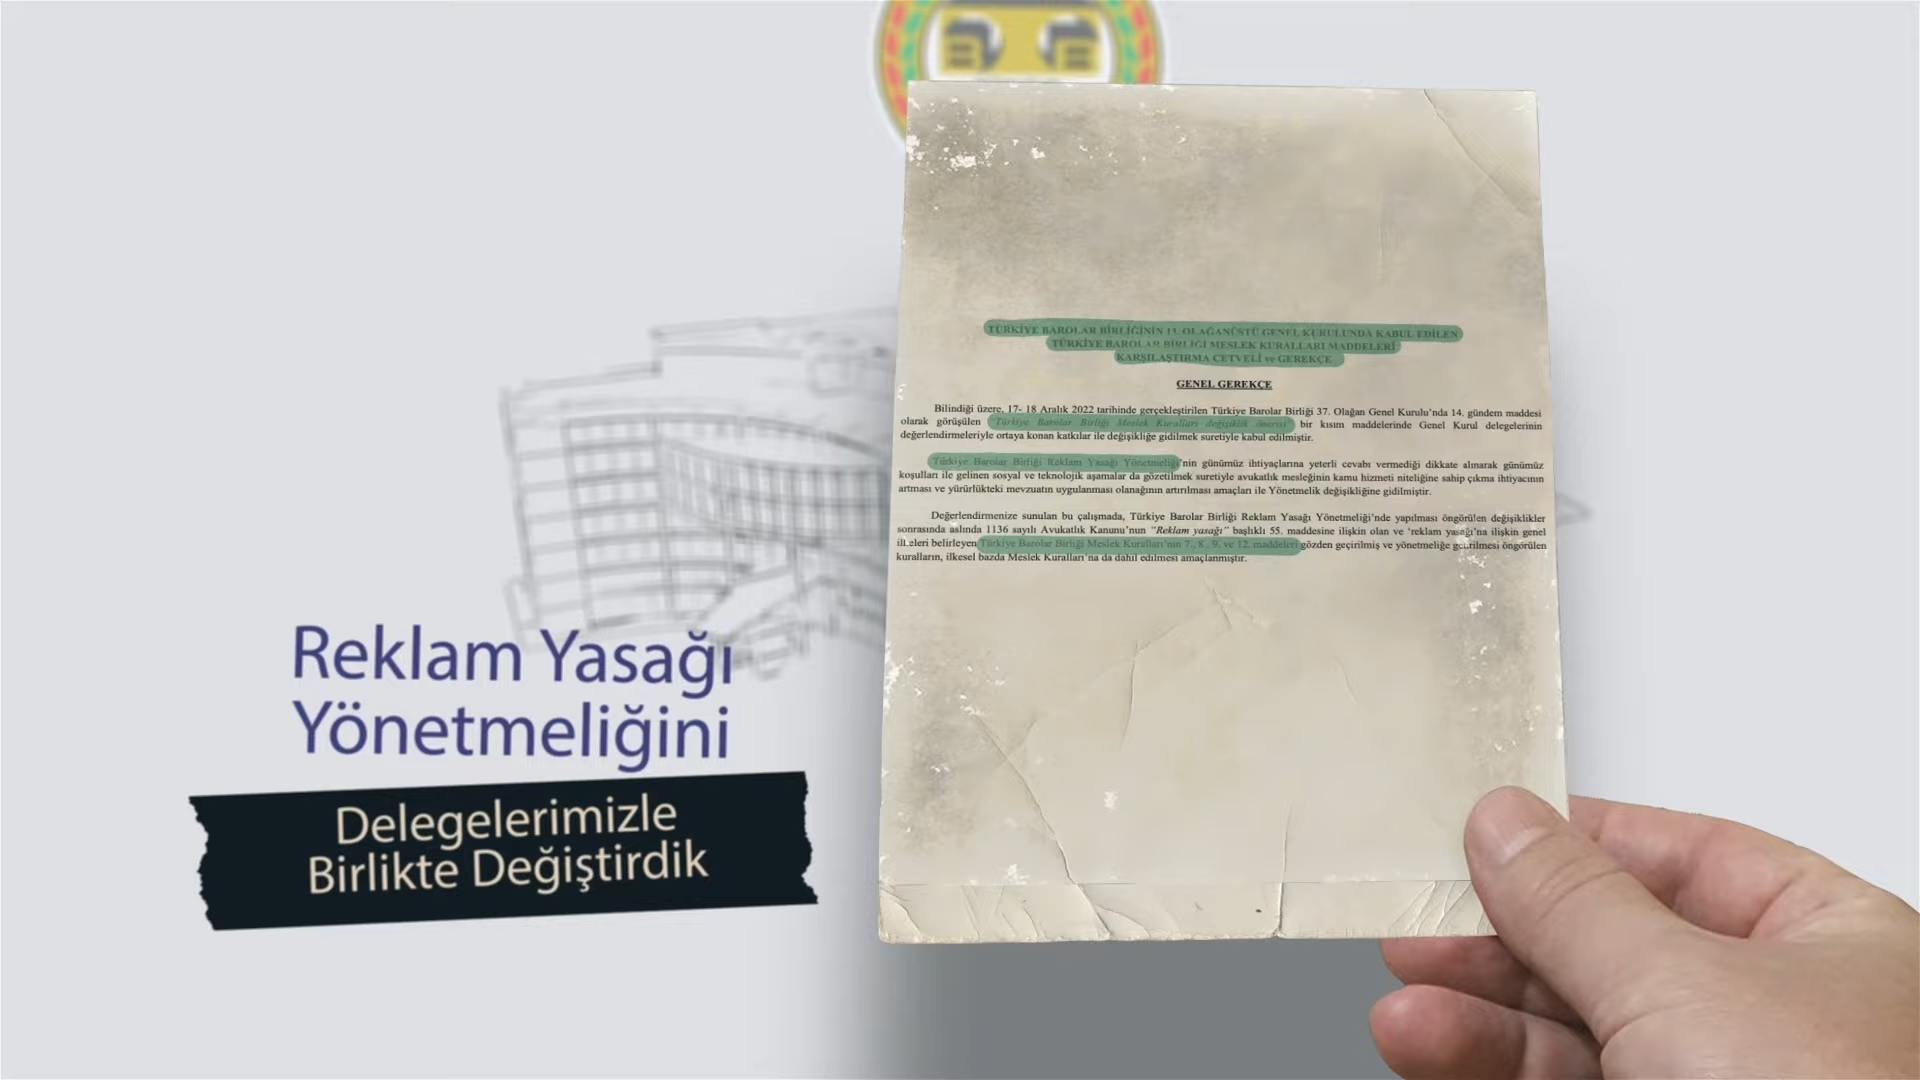 Reklam Yasağı
Yönetmeliğini
Delegelerimizle
Birlikte Değiştirdik
TÜRKİYE BAROLAR BİRLİĞİNİN 13. OLAĞANÜSTÜ GENEL KURULUNDA KABUL EDİLEN
TÜRKİYE BAROLAR BİRLİĞİ MESLEK KURALLARI MADDELERİ
KARŞILAŞTIRMA CETVELİ ve GEREKÇE
GENEL GEREKÇE
Bilindiği üzere, 17- 18 Aralık 2022 tarihinde gerçekleştirilen Türkiye Barolar Birliği 37. Olağan Genel Kurulu'nda 14. gündem maddesi
olarak görüşülen "Türkiye Barolar Birliği Meslek Kuralları değişiklik önerisi" bir kısım maddelerinde Genel Kurul delegelerinin
değerlendirmeleriyle ortaya konan katkılar ile değişikliğe gidilmek suretiyle kabul edilmiştir.
Türkiye Barolar Birliği Reklam Yasağı Yönetmeliği'nin günümüz ihtiyaçlarına yeterli cevabı vermediği dikkate alınarak günümüz
koşulları ile gelinen sosyal ve teknolojik aşamalar da gözetilmek suretiyle avukatlık mesleğinin kamu hizmeti niteliğine sahip çıkma ihtiyacının
artması ve yürürlükteki mevzuatın uygulanması olanağının artırılması amaçları ile Yönetmelik değişikliğine gidilmiştir.
Değerlendirmenize sunulan bu çalışmada, Türkiye Barolar Birliği Reklam Yasağı Yönetmeliği'nde yapılması öngörülen değişiklikler
sonrasında aslında 1136 sayılı Avukatlık Kanunu'nun "Reklam yasağı" başlıklı 55. maddesine ilişkin olan ve 'reklam yasağı'na ilişkin genel
ilkeleri belirleyen Türkiye Barolar Birliği Meslek Kuralları'nın 7., 8., 9. ve 12. maddeleri gözden geçirilmiş ve yönetmeliğe getirilmesi öngörülen
kuralların, ilkesel bazda Meslek Kuralları'na da dahil edilmesi amaçlanmıştır.